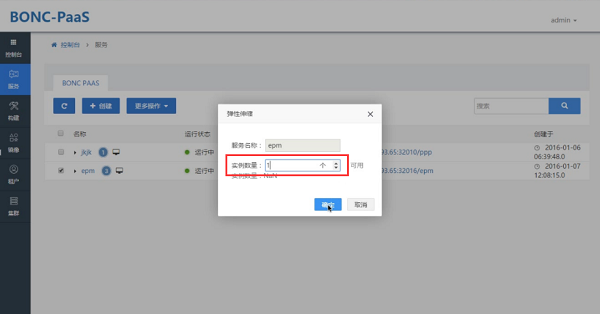 BONC-PaaS
admin
控制台 > 服务
控制台
服务
构建
镜像
租户
监控
BONC PAAS
创建
更多操作
搜索
名称
运行状态
创建于
jkjk 1
运行中
93.65:32010/ppp
2016-01-06
06:39:48.0
epm 3
运行中
93.65:32016/epm
2016-01-07
12:08:15.0
弹性伸缩
服务名称： epm
实例数量： 1 个 可用
实例数量：NaN
确定
取消